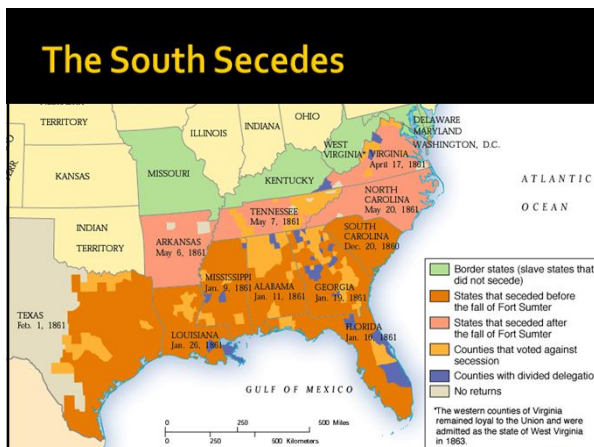 The South Secedes
TERRITORY
OHIO
ILLINOIS
INDIANA
DELAWARE
MARYLAND
WASHINGTON, D.C.
WEST
VIRGINIA*
VIRGINIA
April 17, 1861
KANSAS
MISSOURI
KENTUCKY
ATLANTIC
OCEAN
NORTH
CAROLINA
May 20, 1861
TENNESSEE
May 7, 1861
INDIAN
TERRITORY
ARKANSAS
May 6, 1861
SOUTH
CAROLINA
Dec. 20, 1860
MISSISSIPPI
Jan. 9, 1861
ALABAMA
Jan. 11, 1861
GEORGIA
Jan. 19, 1861
TEXAS
Feb. 1, 1861
LOUISIANA
Jan. 26, 1861
FLORIDA
Jan. 10, 1861
GULF OF MEXICO
0 250 500 Miles
0 250 500 Kilometers
Border states (slave states that
did not secede)
States that seceded before
the fall of Fort Sumter
States that seceded after
the fall of Fort Sumter
Counties that voted against
secession
Counties with divided delegatio
No returns
*The western counties of Virginia
remained loyal to the Union and were
admitted as the state of West Virginia
in 1863.